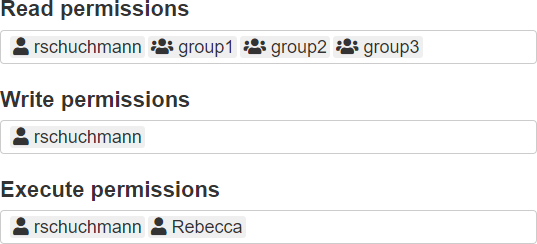 Read permissions
rschuchmann group1 group2 group3
Write permissions
rschuchmann
Execute permissions
rschuchmann Rebecca